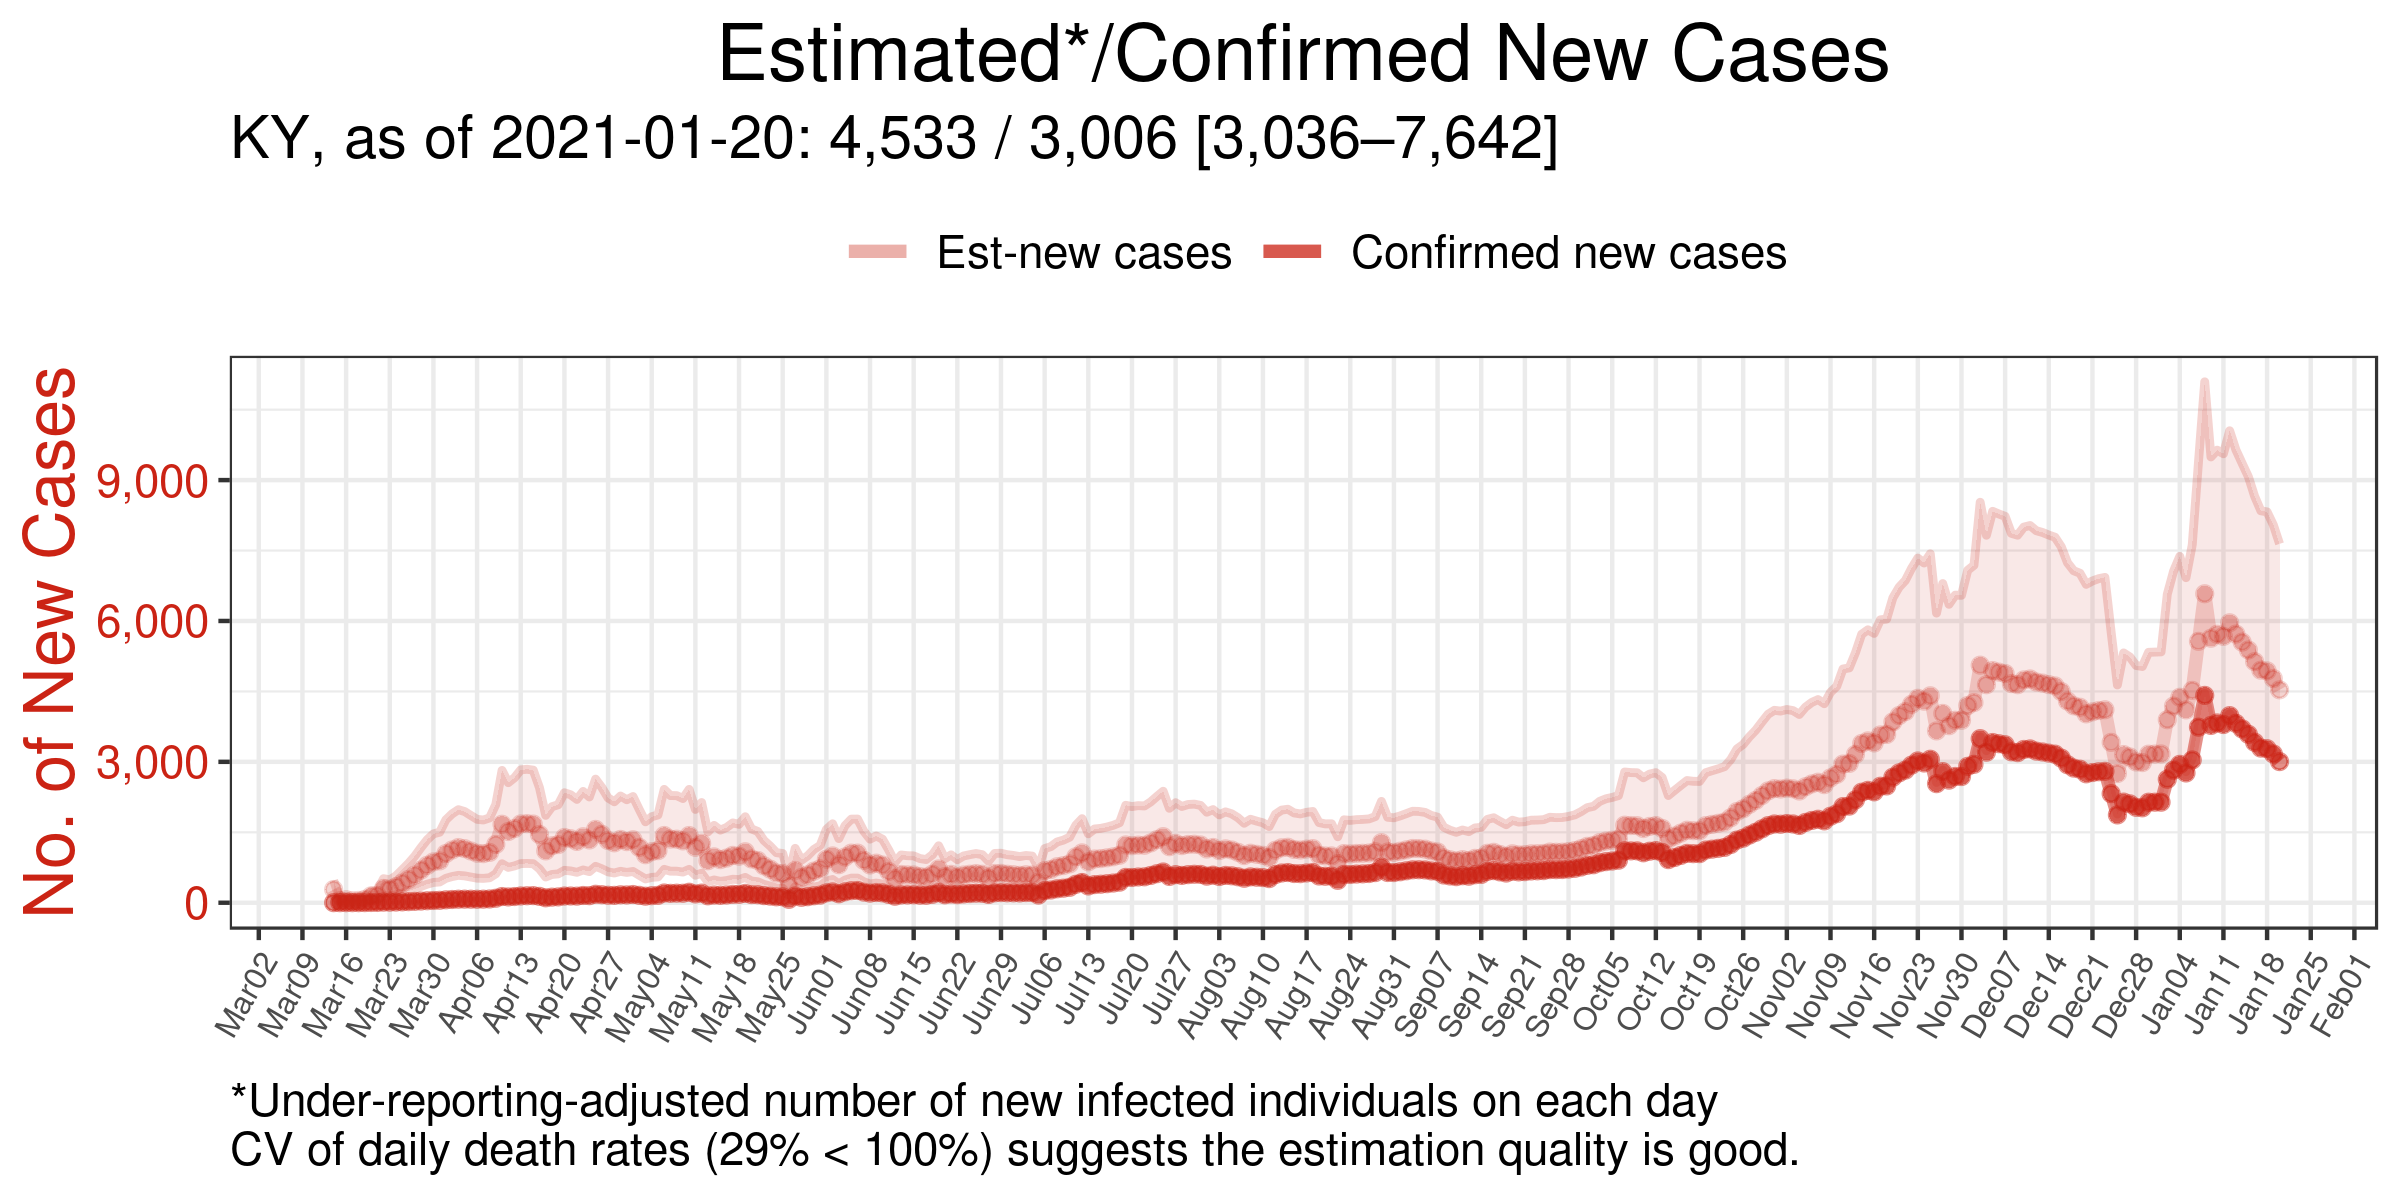 Estimated*/Confirmed New Cases
KY, as of 2021-01-20: 4,533 / 3,006 [3,036–7,642]
Est-new cases Confirmed new cases
No. of New Cases
9,000
6,000
3,000
0
Mar02 Mar09 Mar16 Mar23 Mar30 Apr06 Apr13 Apr20 Apr27 May04 May11 May18 May25 Jun01 Jun08 Jun15 Jun22 Jun29 Jul06 Jul13 Jul20 Jul27 Aug03 Aug10 Aug17 Aug24 Aug31 Sep07 Sep14 Sep21 Sep28 Oct05 Oct12 Oct19 Oct26 Nov02 Nov09 Nov16 Nov23 Nov30 Dec07 Dec14 Dec21 Dec28 Jan04 Jan11 Jan18 Jan25 Feb01
*Under-reporting-adjusted number of new infected individuals on each day
CV of daily death rates (29% < 100%) suggests the estimation quality is good.